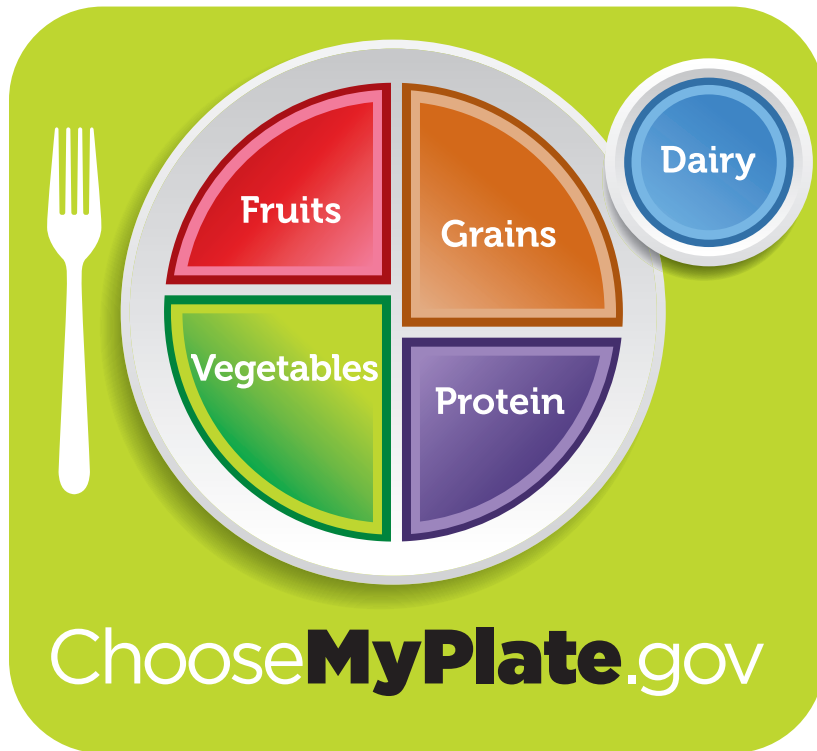 Fruits
Grains
Dairy
Vegetables
Protein
ChooseMyPlate.gov